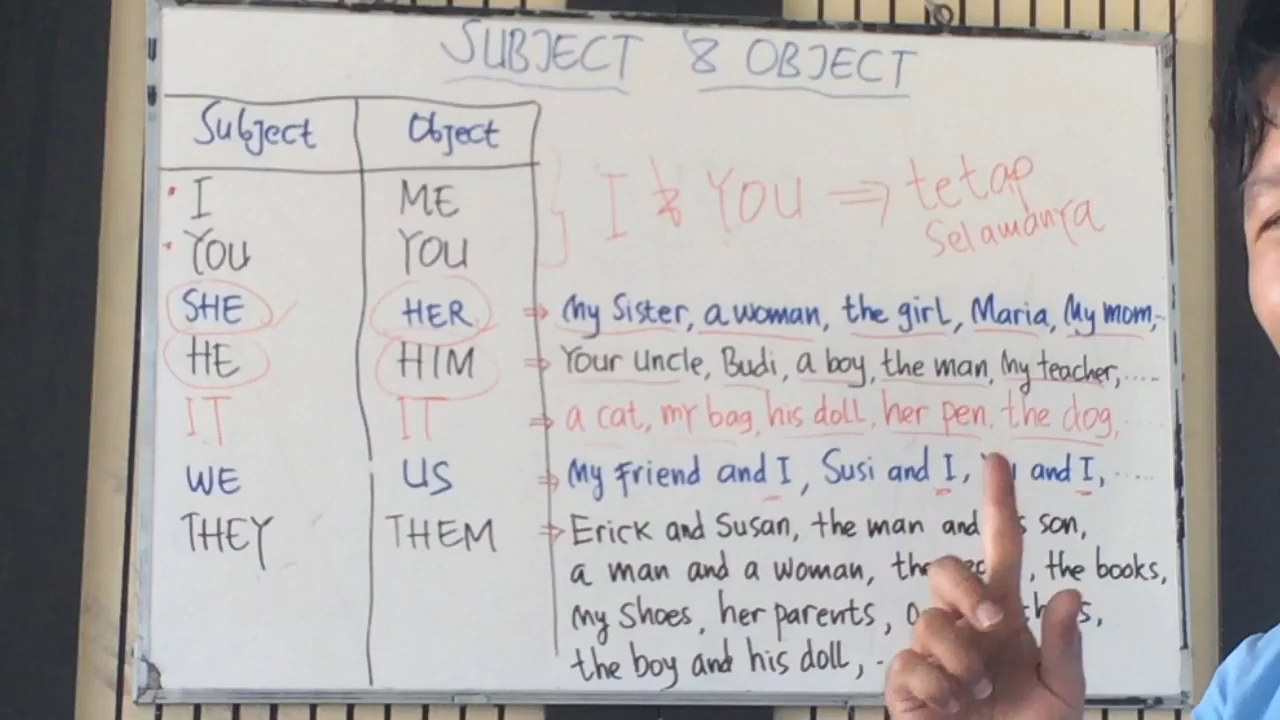 SUBJECT & OBJECT
Subject Object
I ME
YOU YOU
} I & YOU ⇒ tetap
Selamanya
SHE HER ⇒ My Sister, a woman, the girl, Maria, My mom,
HE HIM ⇒ Your uncle, Budi, a boy, the man, My teacher, ....
IT IT ⇒ a cat, my bag, his doll, her pen, the dog,
WE US ⇒ My Friend and I, Susi and I, and I, ....
THEY THEM ⇒ Erick and Susan, the man and son,
a man and a woman, the books,
My Shoes, her parents,
the boy and his doll,